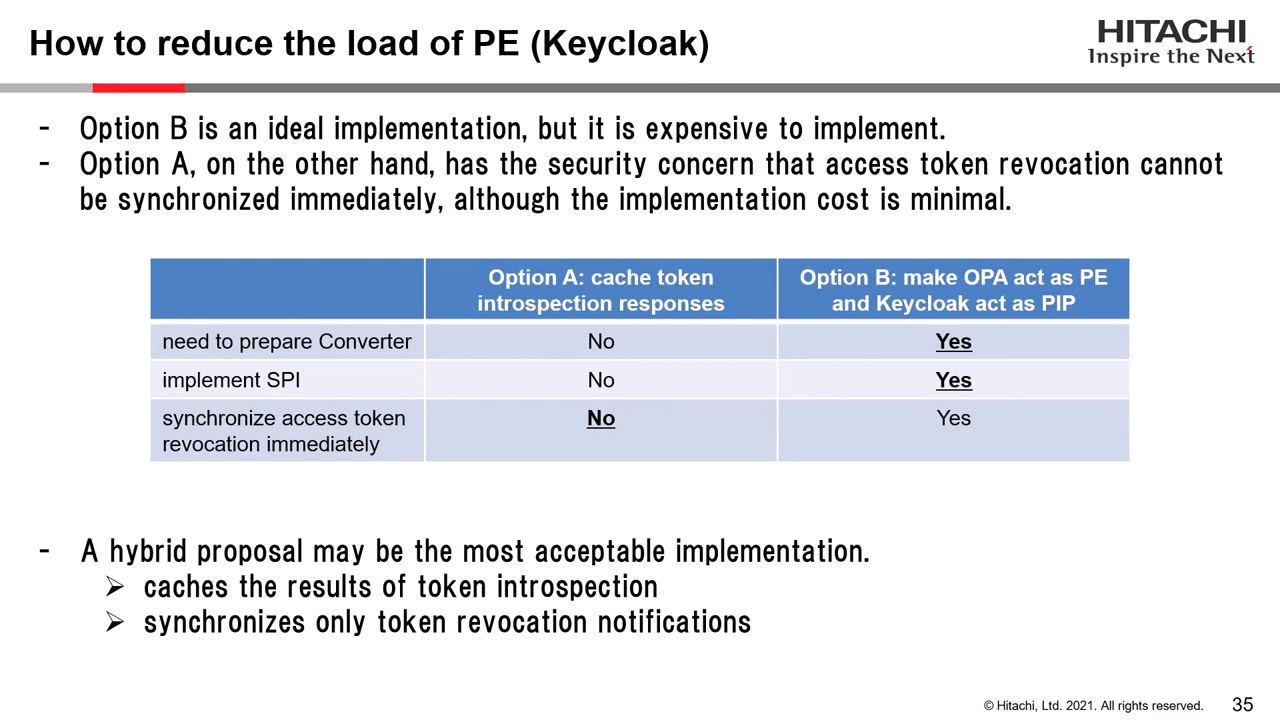 How to reduce the load of PE (Keycloak)
HITACHI
Inspire the Next
- Option B is an ideal implementation, but it is expensive to implement.
- Option A, on the other hand, has the security concern that access token revocation cannot
be synchronized immediately, although the implementation cost is minimal.
Option A: cache token
introspection responses
Option B: make OPA act as PE
and Keycloak act as PIP
need to prepare Converter
No
Yes
implement SPI
No
Yes
synchronize access token
revocation immediately
No
Yes
- A hybrid proposal may be the most acceptable implementation.
➢ caches the results of token introspection
➢ synchronizes only token revocation notifications
© Hitachi, Ltd. 2021. All rights reserved.
35